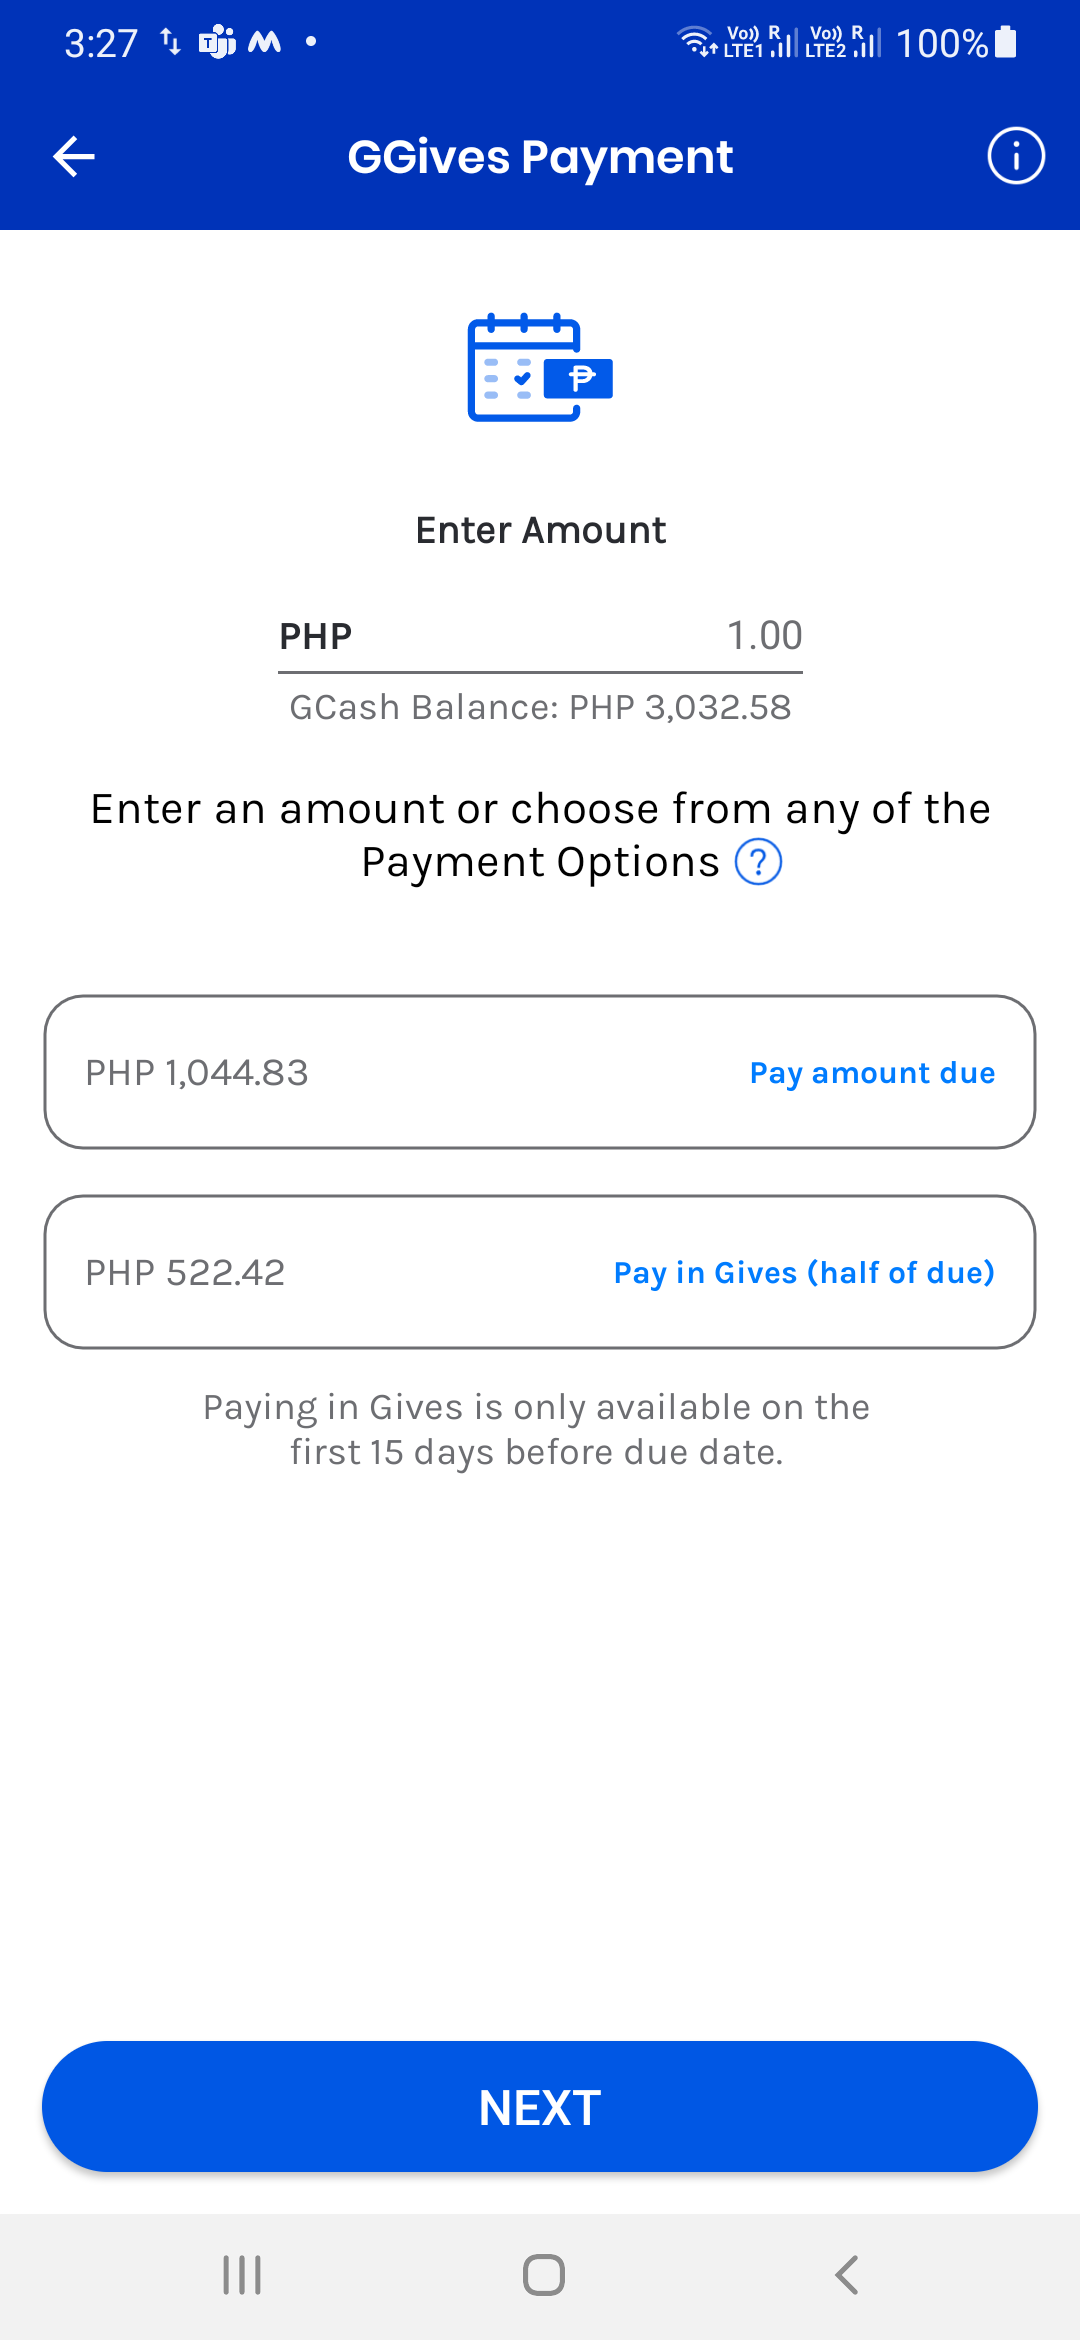 3:27
Vo)) R
LTE1
Vo)) R
LTE2
100%
GGives Payment
Enter Amount
PHP 1.00
GCash Balance: PHP 3,032.58
Enter an amount or choose from any of the
Payment Options ?
PHP 1,044.83 Pay amount due
PHP 522.42 Pay in Gives (half of due)
Paying in Gives is only available on the
first 15 days before due date.
NEXT